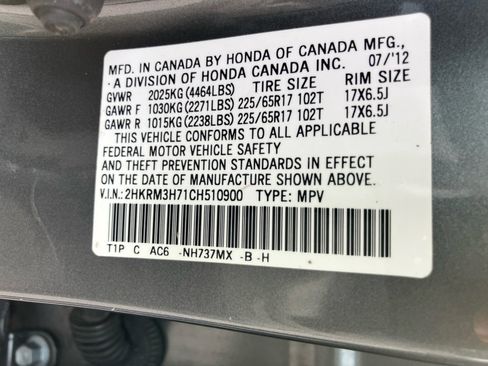 MFD. IN CANADA BY HONDA OF CANADA MFG.,
A DIVISION OF HONDA CANADA INC. 07/'12
GVWR 2025KG (4464LBS) TIRE SIZE RIM SIZE
GAWR F 1030KG (2271LBS) 225/65R17 102T 17X6.5J
GAWR R 1015KG (2238LBS) 225/65R17 102T 17X6.5J
THIS VEHICLE CONFORMS TO ALL APPLICABLE
FEDERAL MOTOR VEHICLE SAFETY
AND THEFT PREVENTION STANDARDS IN EFFECT
ON THE DATE OF MANUFACTURE SHOWN ABOVE.
V.I.N.: 2HKRM3H71CH510900 TYPE: MPV
T1P C AC6 -NH737MX -B -H